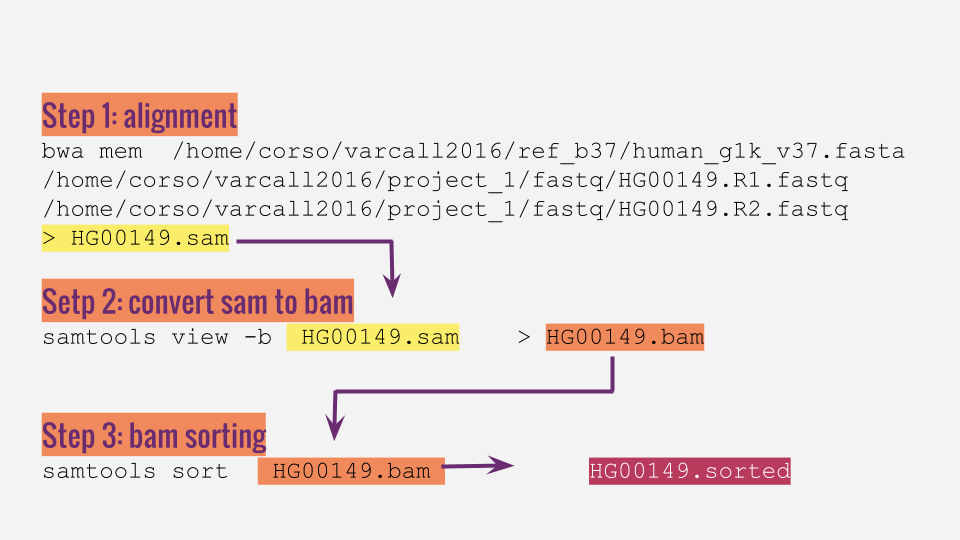 Step 1: alignment
bwa mem  /home/corso/varcall2016/ref_b37/human_g1k_v37.fasta
/home/corso/varcall2016/project_1/fastq/HG00149.R1.fastq
/home/corso/varcall2016/project_1/fastq/HG00149.R2.fastq
> HG00149.sam
Setp 2: convert sam to bam
samtools view -b  HG00149.sam    > HG00149.bam
Step 3: bam sorting
samtools sort   HG00149.bam    HG00149.sorted